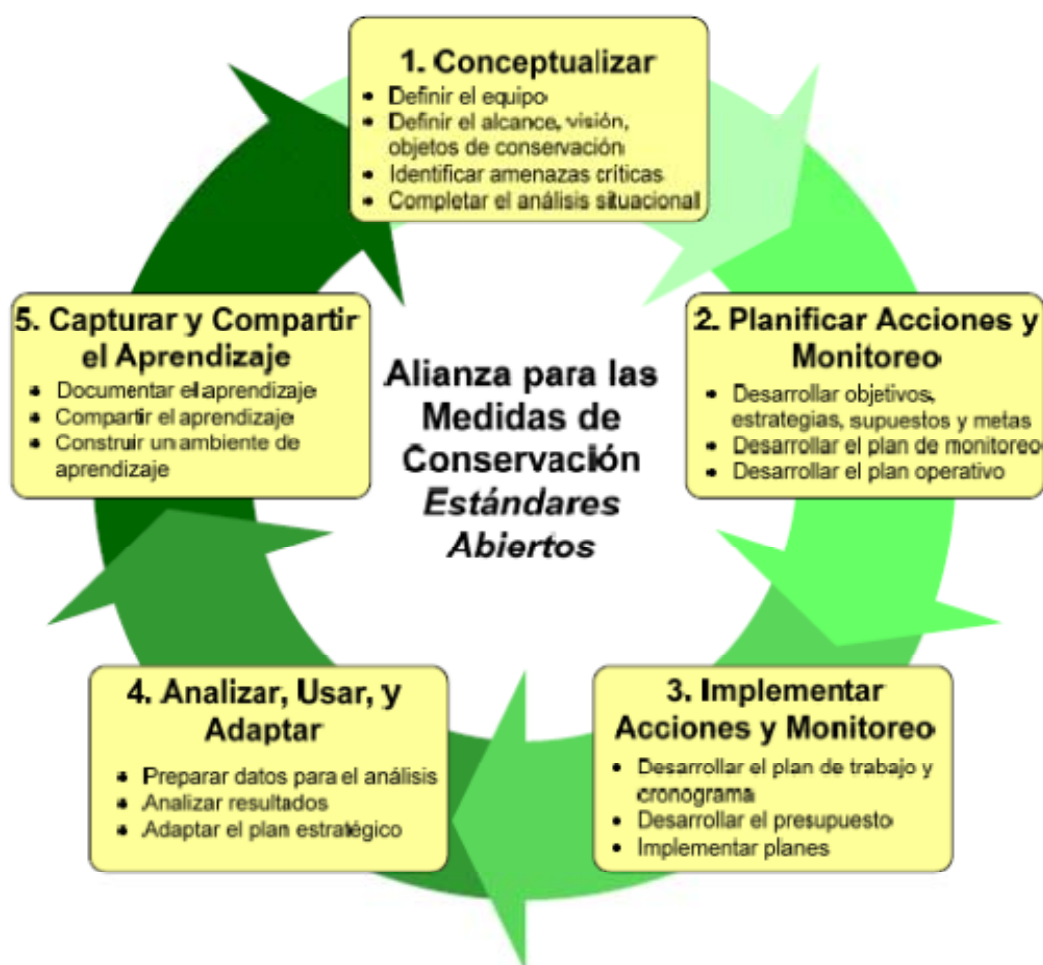 1. Conceptualizar
• Definir el equipo
• Definir el alcance, visión,
objetos de conservación
• Identificar amenazas críticas
• Completar el análisis situacional
2. Planificar Acciones y
Monitoreo
• Desarrollar objetivos,
estrategias, supuestos y metas
• Desarrollar el plan de monitoreo
• Desarrollar el plan operativo
3. Implementar
Acciones y Monitoreo
• Desarrollar el plan de trabajo y
cronograma
• Desarrollar el presupuesto
• Implementar planes
4. Analizar, Usar, y
Adaptar
• Preparar datos para el análisis
• Analizar resultados
• Adaptar el plan estratégico
5. Capturar y Compartir
el Aprendizaje
• Documentar el aprendizaje
• Compartir el aprendizaje
• Construir un ambiente de
aprendizaje
Alianza para las
Medidas de
Conservación
Estándares
Abiertos